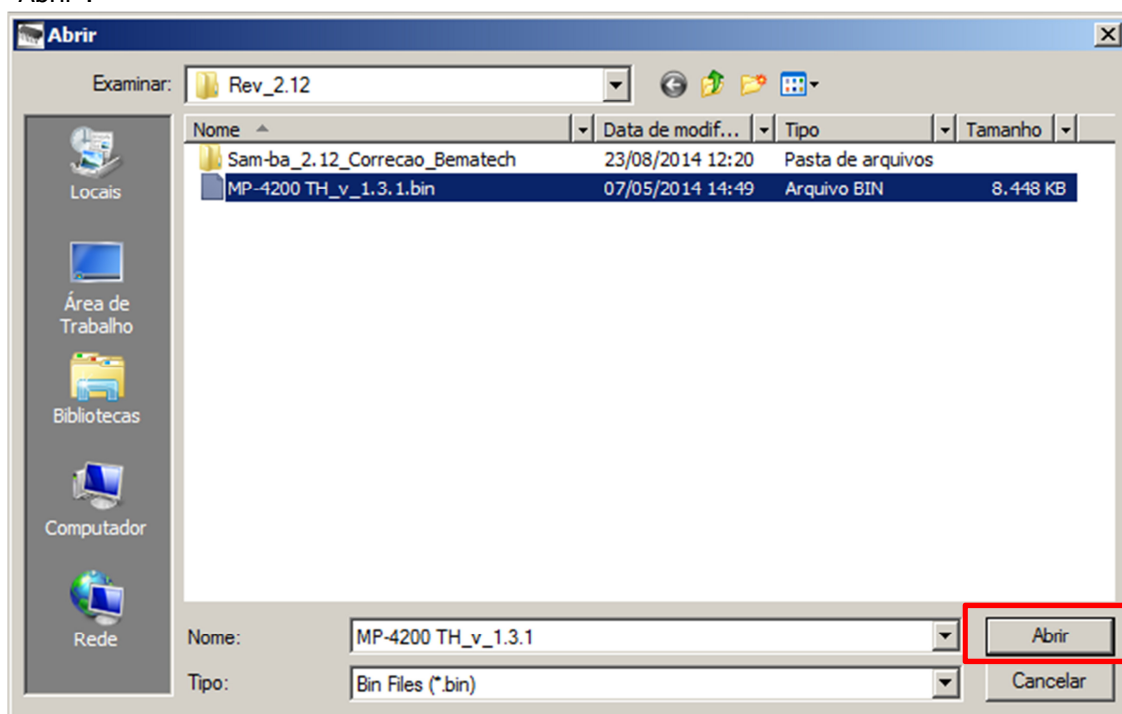 "Abrir".
Abrir
Examinar: Rev_2.12
Nome Data de modif... Tipo Tamanho
Sam-ba_2.12_Correcao_Bematech 23/08/2014 12:20 Pasta de arquivos
MP-4200 TH_v_1.3.1.bin 07/05/2014 14:49 Arquivo BIN 8.448 KB
Locais
Área de
Trabalho
Bibliotecas
Computador
Rede
Nome: MP-4200 TH_v_1.3.1 Abrir
Tipo: Bin Files (*.bin) Cancelar